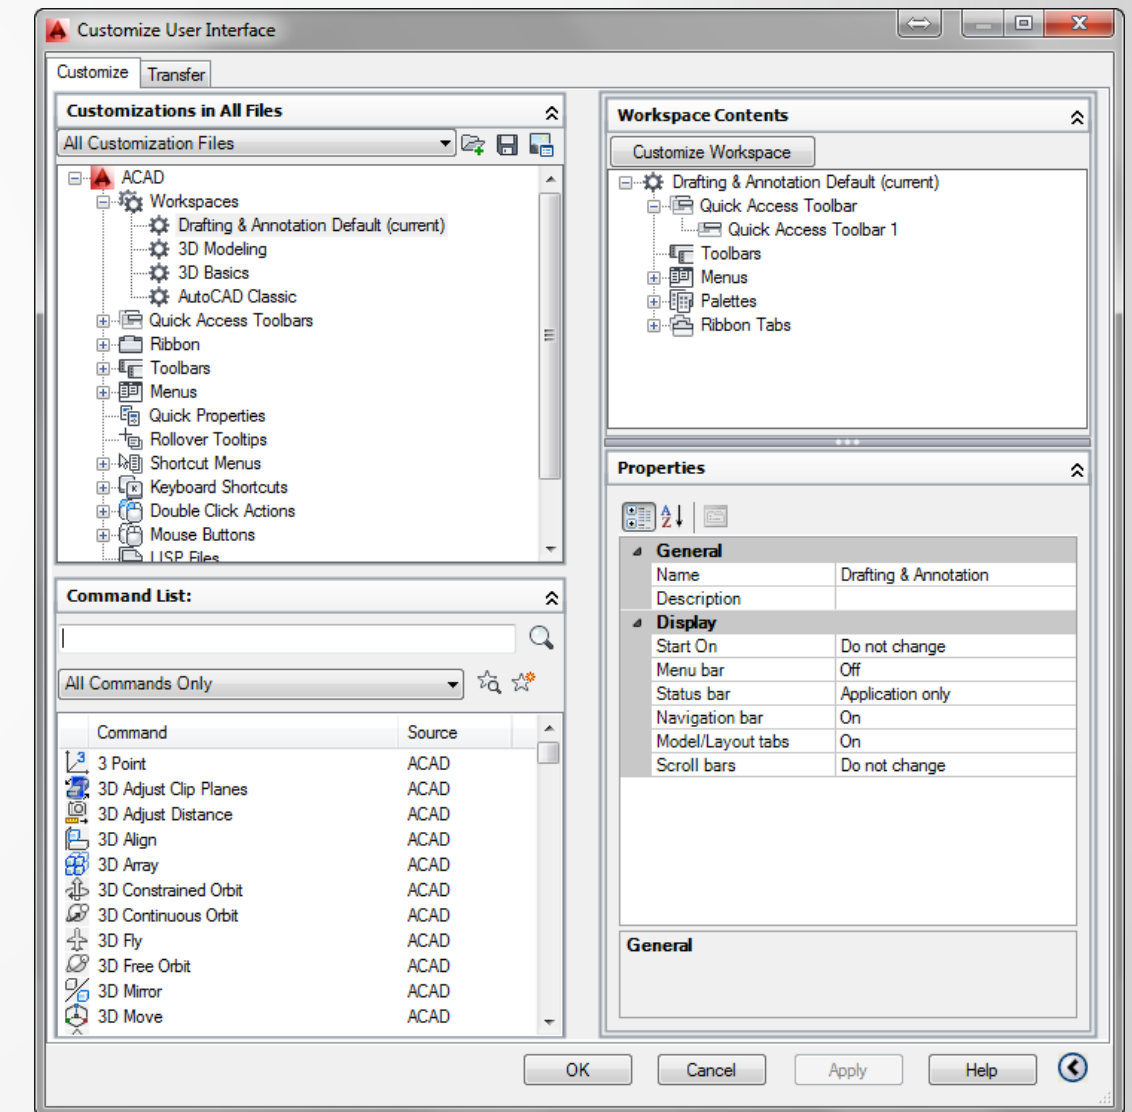 Customize User Interface
Customize Transfer
Customizations in All Files
All Customization Files
ACAD
Workspaces
Drafting & Annotation Default (current)
3D Modeling
3D Basics
AutoCAD Classic
Quick Access Toolbars
Ribbon
Toolbars
Menus
Quick Properties
Rollover Tooltips
Shortcut Menus
Keyboard Shortcuts
Double Click Actions
Mouse Buttons
LISP Files
Command List:
All Commands Only
Command Source
3 Point ACAD
3D Adjust Clip Planes ACAD
3D Adjust Distance ACAD
3D Align ACAD
3D Array ACAD
3D Constrained Orbit ACAD
3D Continuous Orbit ACAD
3D Fly ACAD
3D Free Orbit ACAD
3D Mirror ACAD
3D Move ACAD
Workspace Contents
Customize Workspace
Drafting & Annotation Default (current)
Quick Access Toolbar
Quick Access Toolbar 1
Toolbars
Menus
Palettes
Ribbon Tabs
Properties
General
Name Drafting & Annotation
Description
Display
Start On Do not change
Menu bar Off
Status bar Application only
Navigation bar On
Model/Layout tabs On
Scroll bars Do not change
General
OK Cancel Apply Help